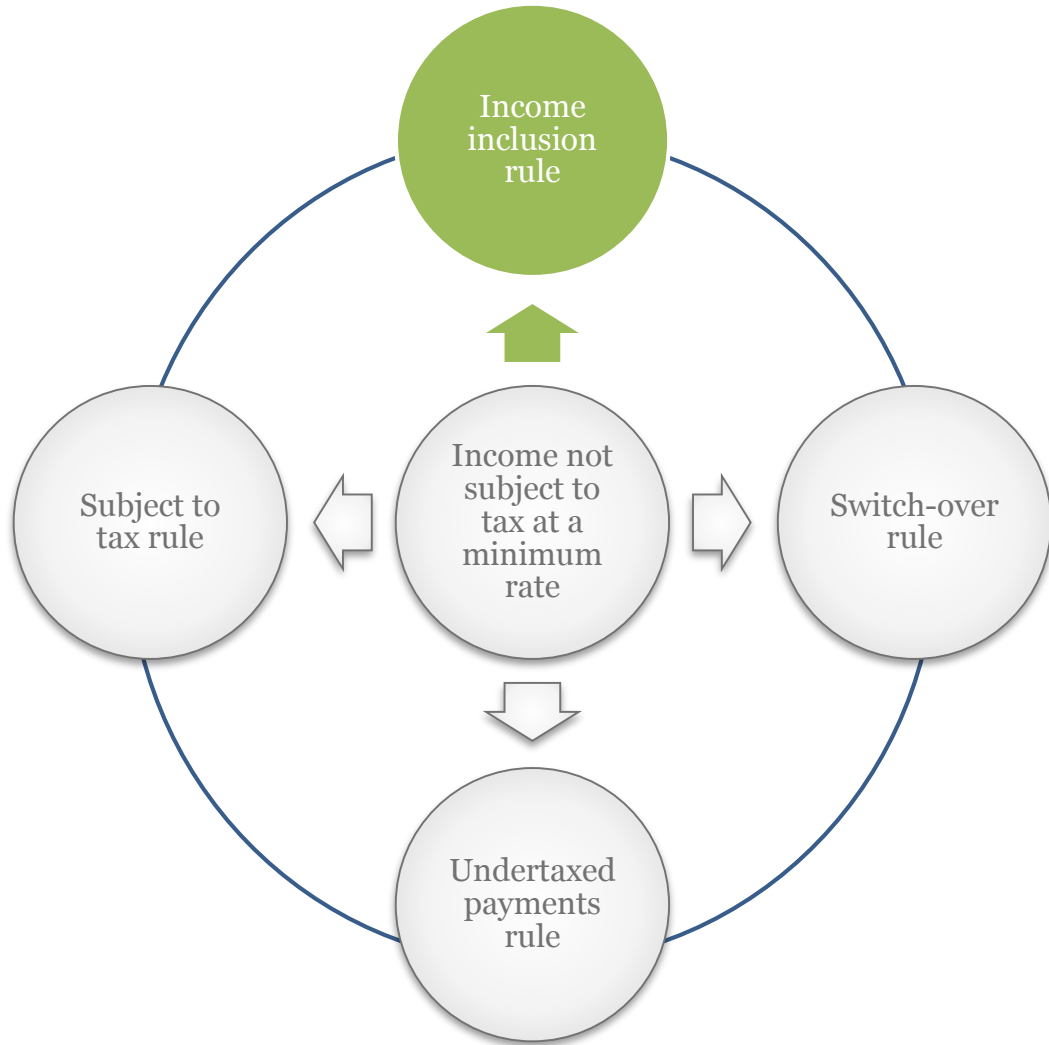 Income
inclusion
rule
Subject to
tax rule
Income not
subject to
tax at a
minimum
rate
Switch-over
rule
Undertaxed
payments
rule